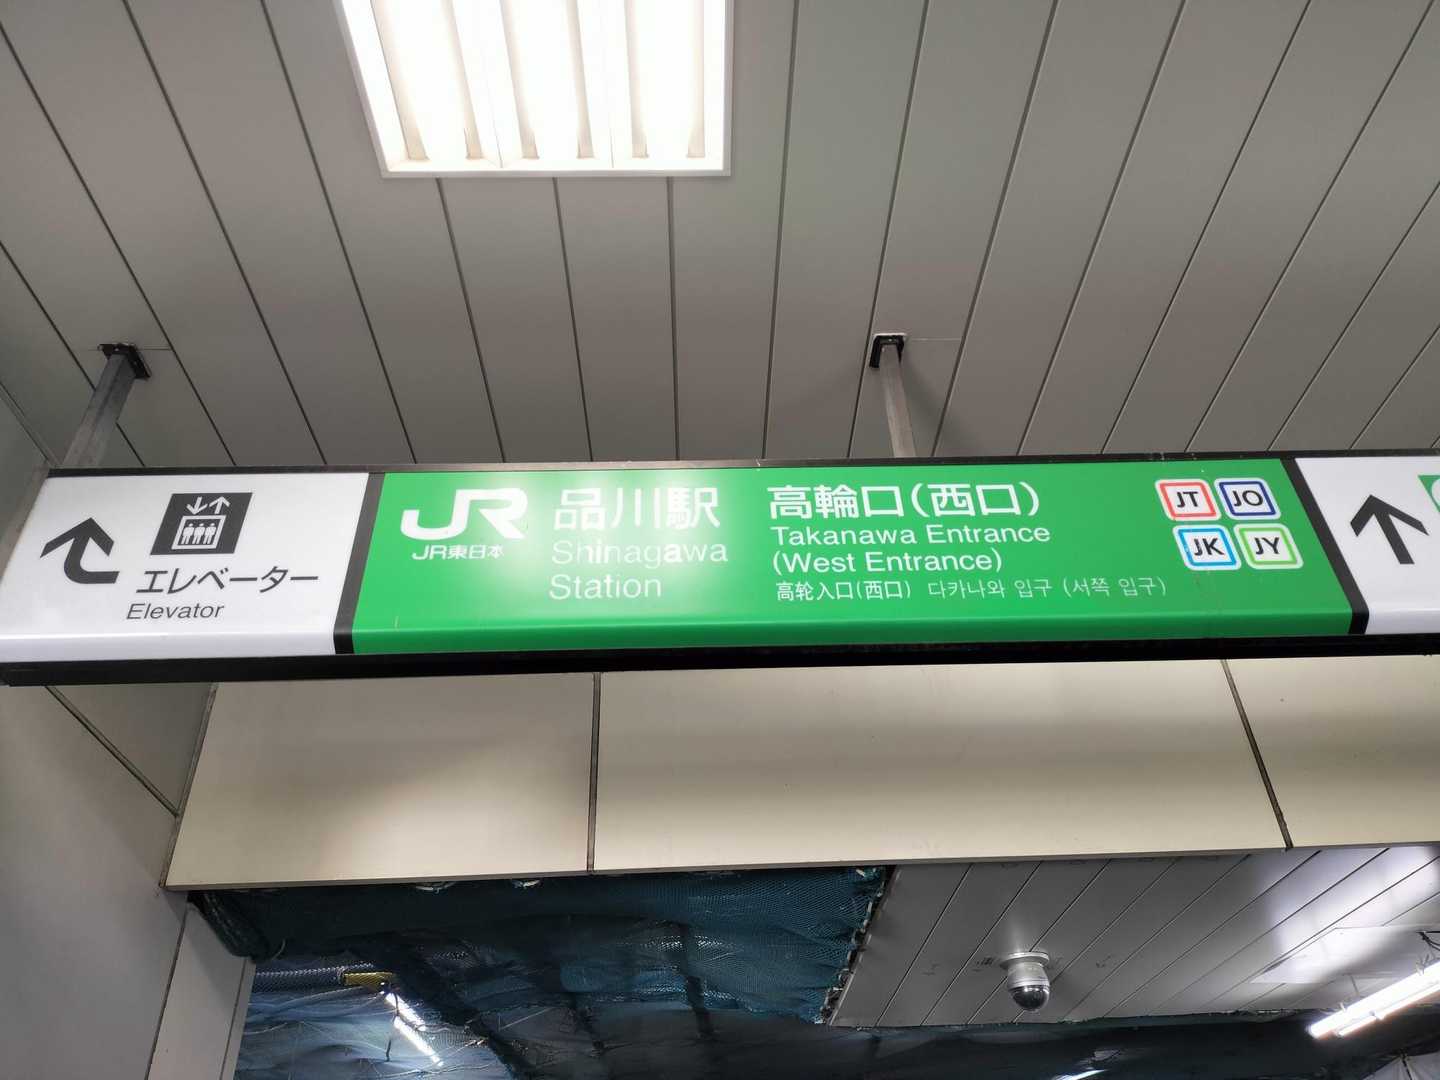 エレベーター
Elevator
JR
JR東日本
品川駅
Shinagawa
Station
高輪口(西口)
Takanawa Entrance
(West Entrance)
高轮入口(西口) 다카나와 입구 (서쪽 입구)
JT JO
JK JY